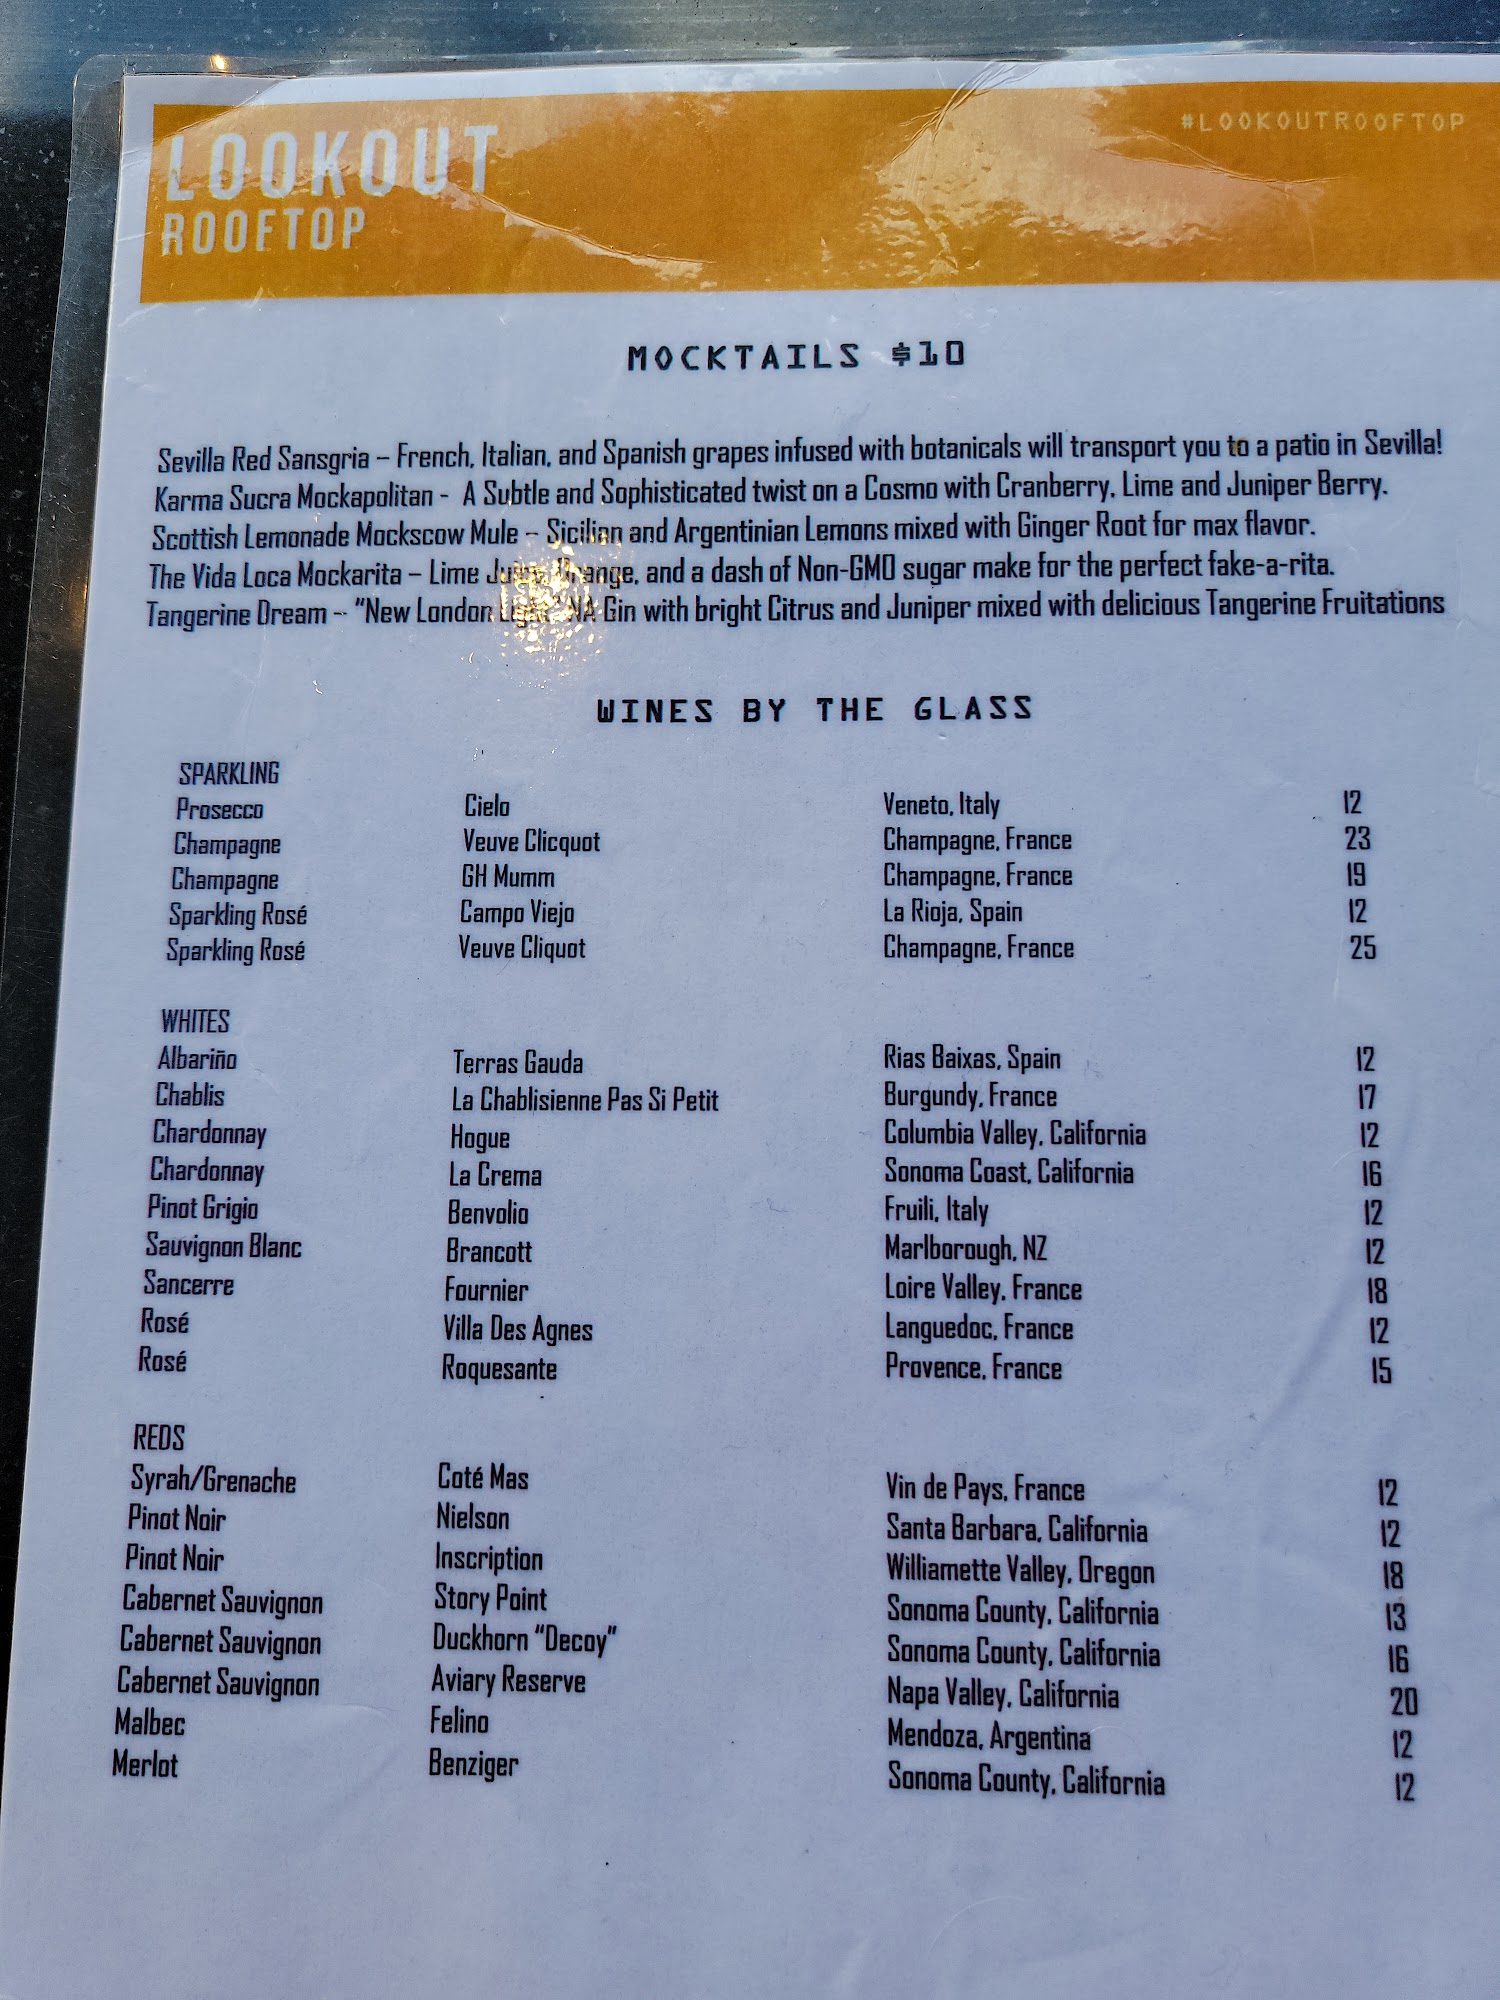 LOOKOUT
ROOFTOP
#LOOKOUTROOFTOP
MOCKTAILS $10
Sevilla Red Sansgria – French, Italian, and Spanish grapes infused with botanicals will transport you to a patio in Sevilla!
Karma Sucra Mockapolitan - A Subtle and Sophisticated twist on a Cosmo with Cranberry, Lime and Juniper Berry.
Scottish Lemonade Mockscow Mule – Sicilian and Argentinian Lemons mixed with Ginger Root for max flavor.
The Vida Loca Mockarita – Lime Juice, Orange, and a dash of Non-GMO sugar make for the perfect fake-a-rita.
Tangerine Dream -- "New London Light" NA Gin with bright Citrus and Juniper mixed with delicious Tangerine Fruitations
WINES BY THE GLASS
SPARKLING
Prosecco Cielo Veneto, Italy 12
Champagne Veuve Clicquot Champagne, France 23
Champagne GH Mumm Champagne, France 19
Sparkling Rosé Campo Viejo La Rioja, Spain 12
Sparkling Rosé Veuve Cliquot Champagne, France 25
WHITES
Albariño Terras Gauda Rias Baixas, Spain 12
Chablis La Chablisienne Pas Si Petit Burgundy, France 17
Chardonnay Hogue Columbia Valley, California 12
Chardonnay La Crema Sonoma Coast, California 16
Pinot Grigio Benvolio Fruili, Italy 12
Sauvignon Blanc Brancott Marlborough, NZ 12
Sancerre Fournier Loire Valley, France 18
Rosé Villa Des Agnes Languedoc, France 12
Rosé Roquesante Provence, France 15
REDS
Syrah/Grenache Coté Mas Vin de Pays, France 12
Pinot Noir Nielson Santa Barbara, California 12
Pinot Noir Inscription Williamette Valley, Oregon 18
Cabernet Sauvignon Story Point Sonoma County, California 13
Cabernet Sauvignon Duckhorn "Decoy" Sonoma County, California 16
Cabernet Sauvignon Aviary Reserve Napa Valley, California 20
Malbec Felino Mendoza, Argentina 12
Merlot Benziger Sonoma County, California 12